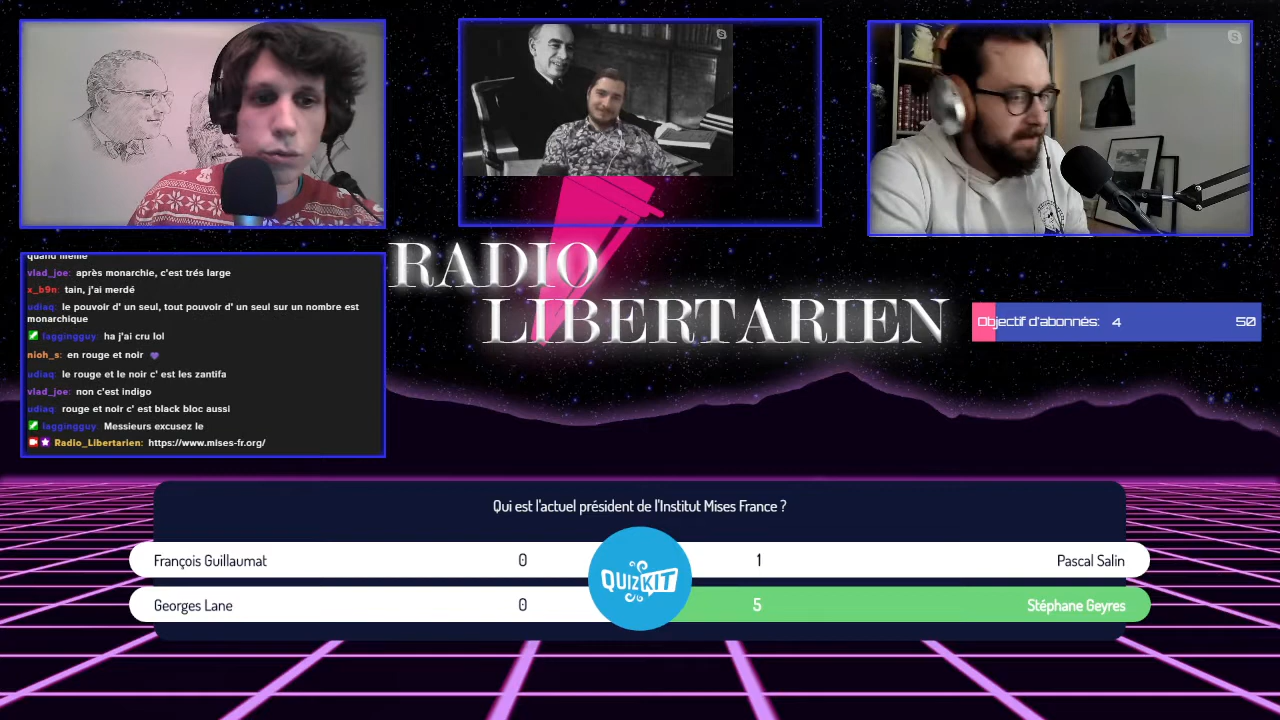 quand même
vlad_joe: après monarchie, c'est trés large
x_b9n: tain, j'ai merdé
udiaq: le pouvoir d' un seul, tout pouvoir d' un seul sur un nombre est
monarchique
laggingguy: ha j'ai cru lol
nioh_s: en rouge et noir
udiaq: le rouge et le noir c' est les zantifa
vlad_joe: non c'est indigo
udiaq: rouge et noir c' est black bloc aussi
laggingguy: Messieurs excusez le
Radio_Libertarien: https://www.mises-fr.org/
RADIO
LIBERTARIEN
Objectif d'abonnés: 4 50
Qui est l'actuel président de l'Institut Mises France ?
François Guillaumat 0 1 Pascal Salin
QUIZKIT
Georges Lane 0 5 Stéphane Geyres